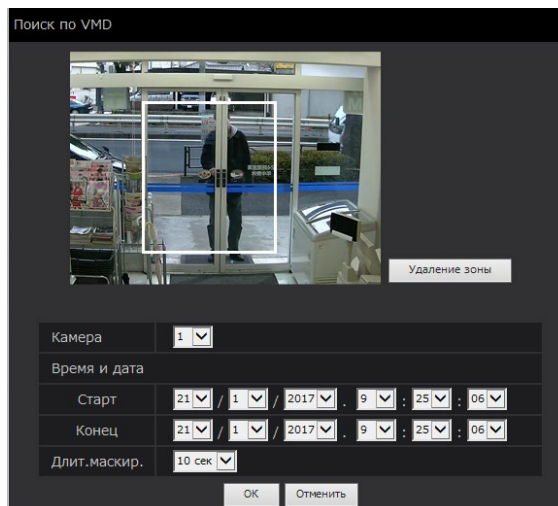 Поиск по VMD
Удаление зоны
Камера 1
Время и дата
Старт 21 / 1 / 2017 . 9 : 25 : 06
Конец 21 / 1 / 2017 . 9 : 25 : 06
Длит.маскир. 10 сек
OK Отменить